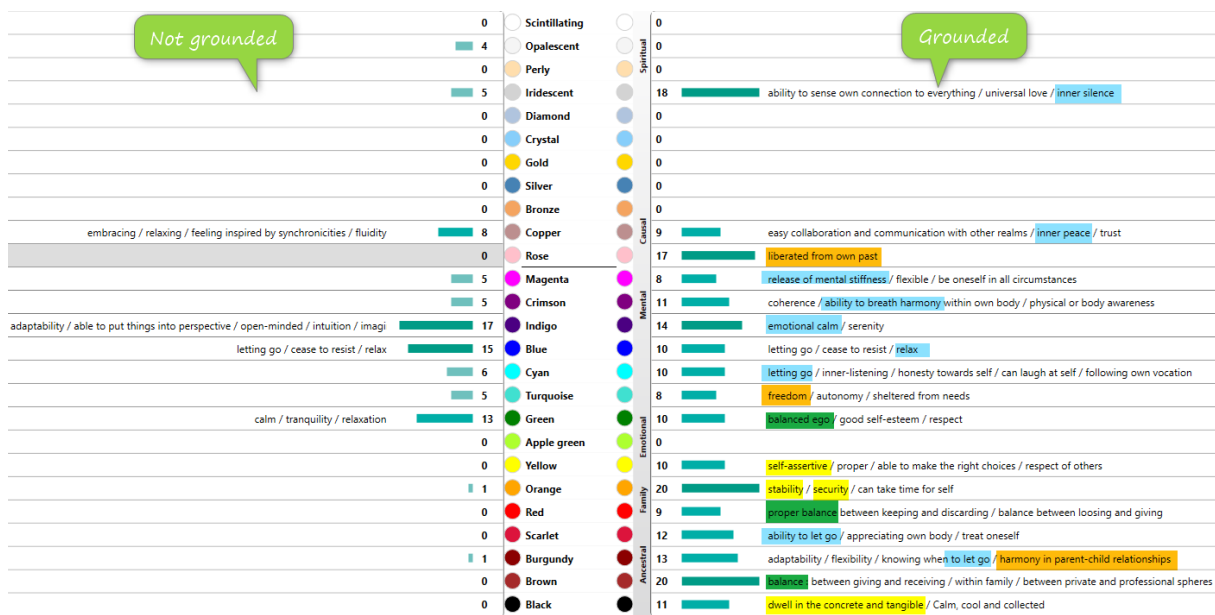 Not grounded
Grounded
0 Scintillating 0
4 Opalescent 0
0 Perly 0
5 Iridescent 18 ability to sense own connection to everything / universal love / inner silence
0 Diamond 0
0 Crystal 0
0 Gold 0
0 Silver 0
0 Bronze 0
embracing / relaxing / feeling inspired by synchronicities / fluidity 8 Copper 9 easy collaboration and communication with other realms / inner peace / trust
0 Rose 17 liberated from own past
5 Magenta 8 release of mental stiffness / flexible / be oneself in all circumstances
5 Crimson 11 coherence / ability to breath harmony within own body / physical or body awareness
adaptability / able to put things into perspective / open-minded / intuition / imagi 17 Indigo 14 emotional calm / serenity
letting go / cease to resist / relax 15 Blue 10 letting go / cease to resist / relax
6 Cyan 10 letting go / inner-listening / honesty towards self / can laugh at self / following own vocation
5 Turquoise 8 freedom / autonomy / sheltered from needs
calm / tranquility / relaxation 13 Green 10 balanced ego / good self-esteem / respect
0 Apple green 0
0 Yellow 10 self-assertive / proper / able to make the right choices / respect of others
1 Orange 20 stability / security / can take time for self
0 Red 9 proper balance between keeping and discarding / balance between loosing and giving
0 Scarlet 12 ability to let go / appreciating own body / treat oneself
1 Burgundy 13 adaptability / flexibility / knowing when to let go / harmony in parent-child relationships
0 Brown 20 balance : between giving and receiving / within family / between private and professional spheres
0 Black 11 dwell in the concrete and tangible / Calm, cool and collected
Spiritual
Causal
Mental
Emotional
Family
Ancestral